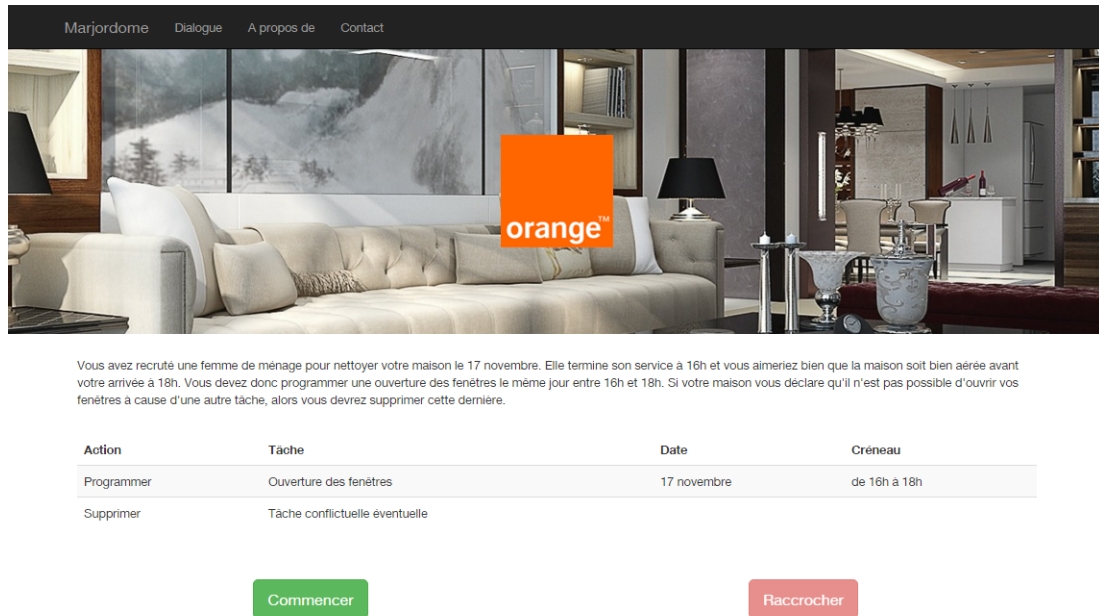 Marjordome Dialogue A propos de Contact
orange™
Vous avez recruté une femme de ménage pour nettoyer votre maison le 17 novembre. Elle termine son service à 16h et vous aimeriez bien que la maison soit bien aérée avant
votre arrivée à 18h. Vous devez donc programmer une ouverture des fenêtres le même jour entre 16h et 18h. Si votre maison vous déclare qu'il n'est pas possible d'ouvrir vos
fenêtres à cause d'une autre tâche, alors vous devrez supprimer cette dernière.
Action Tâche Date Créneau
Programmer Ouverture des fenêtres 17 novembre de 16h à 18h
Supprimer Tâche conflictuelle éventuelle
Commencer Raccrocher